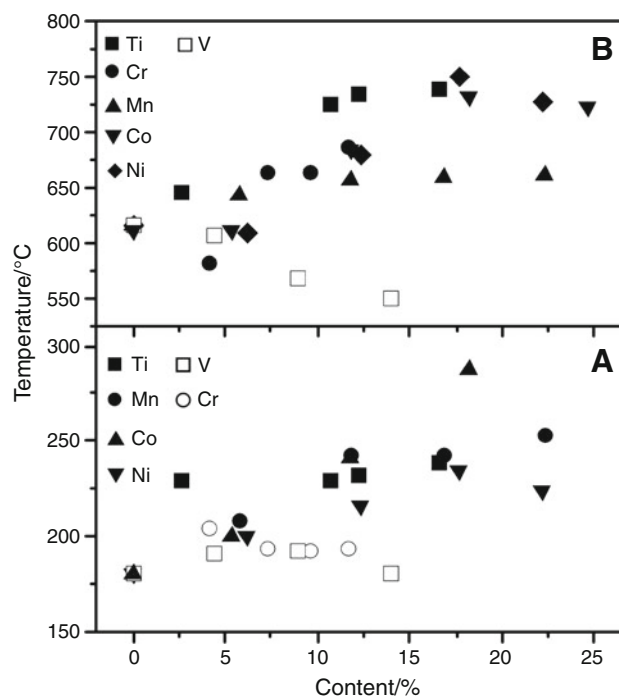 800
B
Ti V
Cr
750
Mn
700
Co
Ni
650
600
550
Temperature/°C
300
A
Ti V
Mn Cr
Co
250
Ni
200
150
0 5 10 15 20 25
Content/%